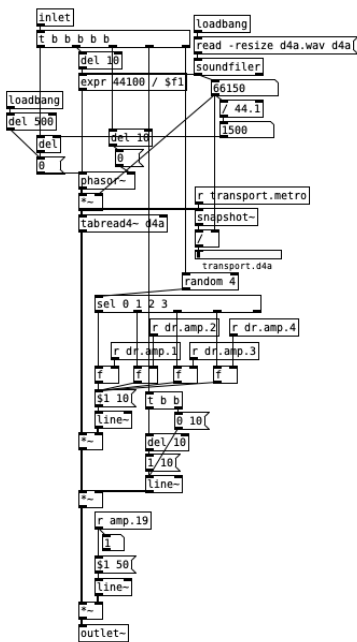 inlet
loadbang
t b b b b b
read -resize d4a.wav d4a
del 10
soundfiler
expr 44100 / $f1
66150
loadbang
/ 44.1
del 500
1500
del
del 10
0
0
phasor~
*~
r transport.metro
tabread4~ d4a
snapshot~
/
transport.d4a
random 4
sel 0 1 2 3
r dr.amp.2
r dr.amp.4
r dr.amp.1
r dr.amp.3
f
f
f
f
$1 10
t b b
line~
0 10
*~
del 10
1 10
line~
*~
r amp.19
1
$1 50
line~
*~
outlet~